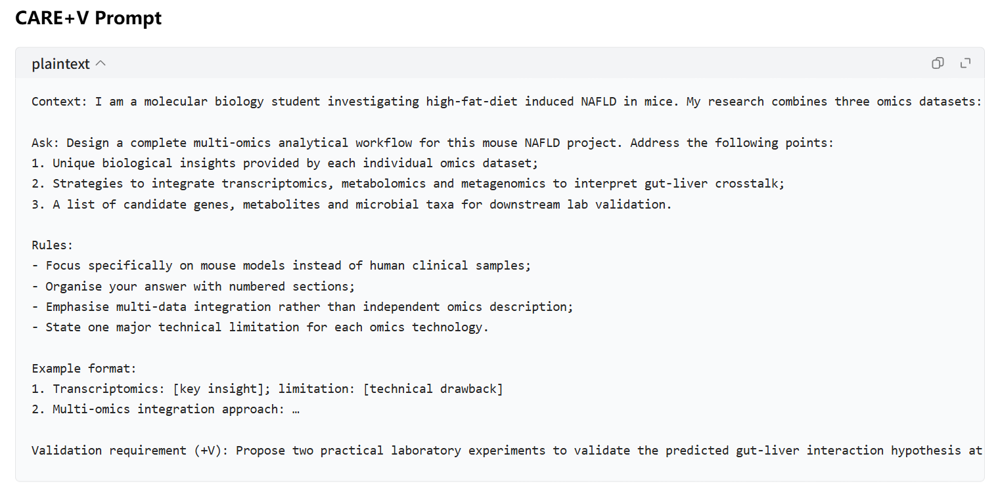 CARE+V Prompt
plaintext
Context: I am a molecular biology student investigating high-fat-diet induced NAFLD in mice. My research combines three omics datasets:
Ask: Design a complete multi-omics analytical workflow for this mouse NAFLD project. Address the following points:
1. Unique biological insights provided by each individual omics dataset;
2. Strategies to integrate transcriptomics, metabolomics and metagenomics to interpret gut-liver crosstalk;
3. A list of candidate genes, metabolites and microbial taxa for downstream lab validation.
Rules:
- Focus specifically on mouse models instead of human clinical samples;
- Organise your answer with numbered sections;
- Emphasise multi-data integration rather than independent omics description;
- State one major technical limitation for each omics technology.
Example format:
1. Transcriptomics: [key insight]; limitation: [technical drawback]
2. Multi-omics integration approach: …
Validation requirement (+V): Propose two practical laboratory experiments to validate the predicted gut-liver interaction hypothesis at